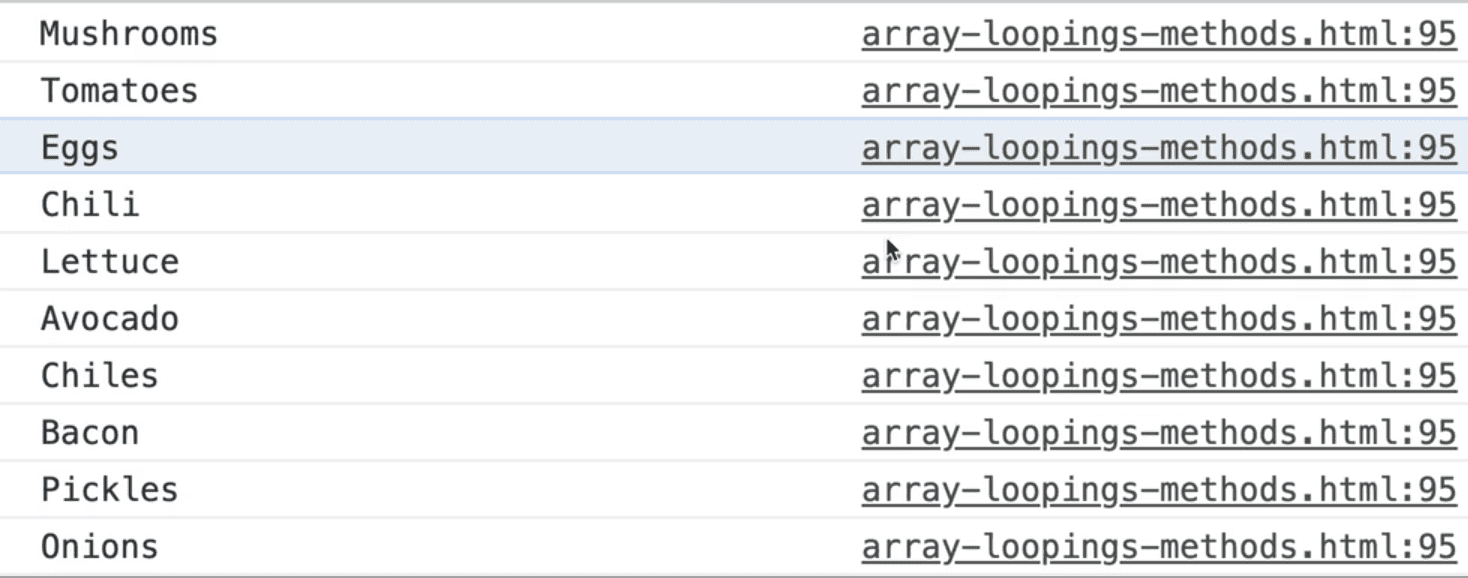 Mushrooms array-loopings-methods.html:95
Tomatoes array-loopings-methods.html:95
Eggs array-loopings-methods.html:95
Chili array-loopings-methods.html:95
Lettuce array-loopings-methods.html:95
Avocado array-loopings-methods.html:95
Chiles array-loopings-methods.html:95
Bacon array-loopings-methods.html:95
Pickles array-loopings-methods.html:95
Onions array-loopings-methods.html:95